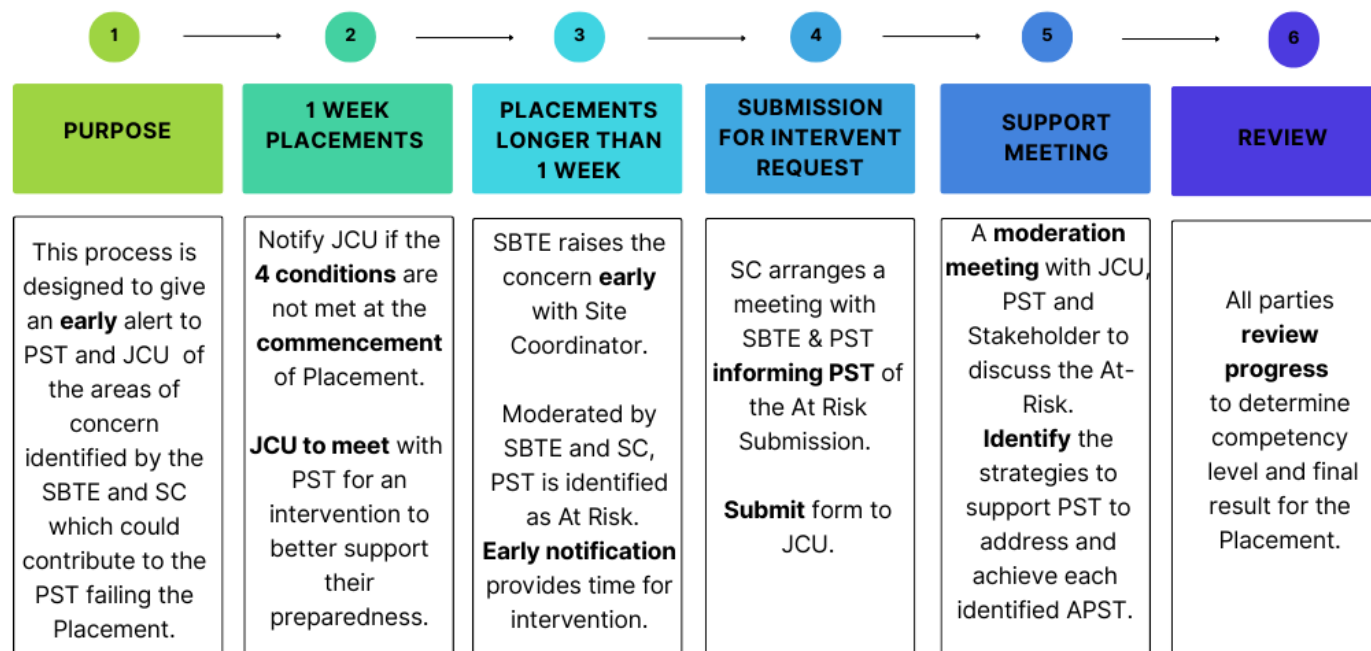 1
2
3
4
5
6
PURPOSE
1 WEEK
PLACEMENTS
PLACEMENTS
LONGER THAN
1 WEEK
SUBMISSION
FOR INTERVENT
REQUEST
SUPPORT
MEETING
REVIEW
This process is
designed to give
an early alert to
PST and JCU of
the areas of
concern
identified by the
SBTE and SC
which could
contribute to the
PST failing the
Placement.
Notify JCU if the
4 conditions are
not met at the
commencement
of Placement.
JCU to meet with
PST for an
intervention to
better support
their
preparedness.
SBTE raises the
concern early
with Site
Coordinator.
Moderated by
SBTE and SC,
PST is identified
as At Risk.
Early notification
provides time for
intervention.
SC arranges a
meeting with
SBTE & PST
informing PST of
the At Risk
Submission.
Submit form to
JCU.
A moderation
meeting with JCU,
PST and
Stakeholder to
discuss the At-
Risk.
Identify the
strategies to
support PST to
address and
achieve each
identified APST.
All parties
review
progress
to determine
competency
level and final
result for the
Placement.